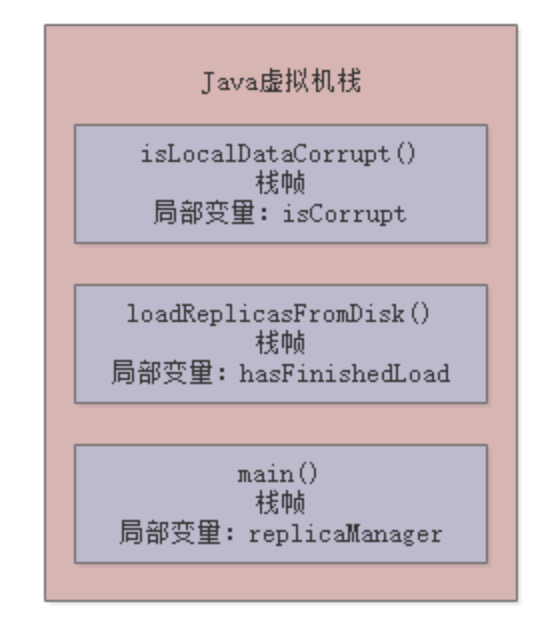 Java虚拟机栈
isLocalDataCorrupt()
栈帧
局部变量：isCorrupt
loadReplicasFromDisk()
栈帧
局部变量：hasFinishedLoad
main()
栈帧
局部变量：replicaManager